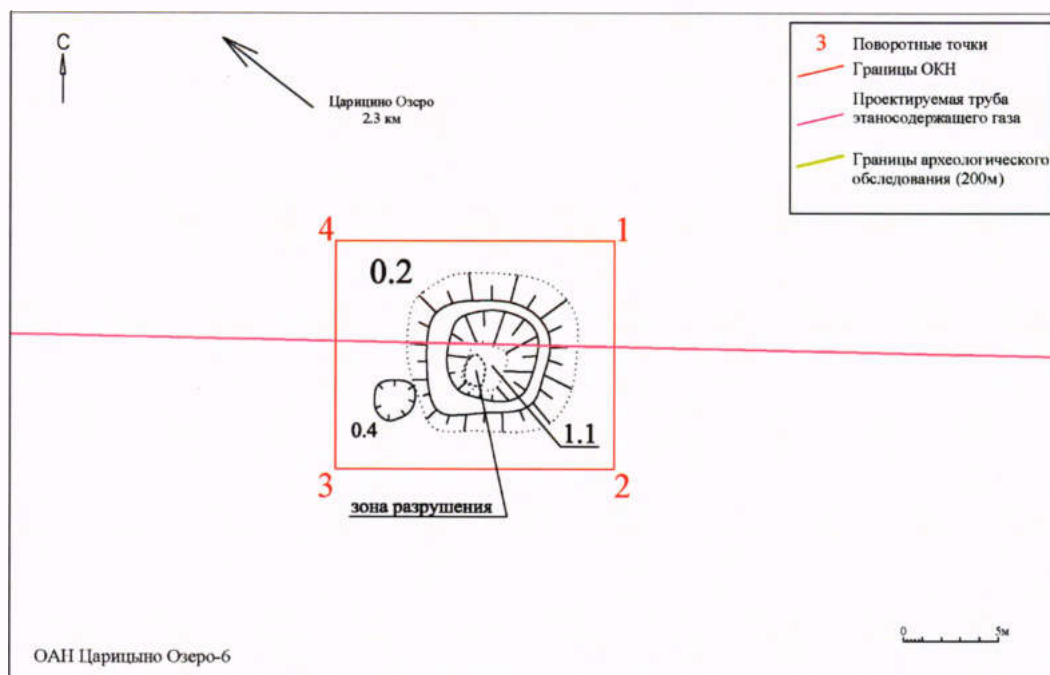 С
Царицино Озеро
2.3 км
3 Поворотные точки
Границы ОКН
Проектируемая труба
этаносодержащего газа
Границы археологического
обследования (200м)
4
1
0.2
0.4
1.1
3
2
зона разрушения
0
5м
ОАН Царицыно Озеро-6